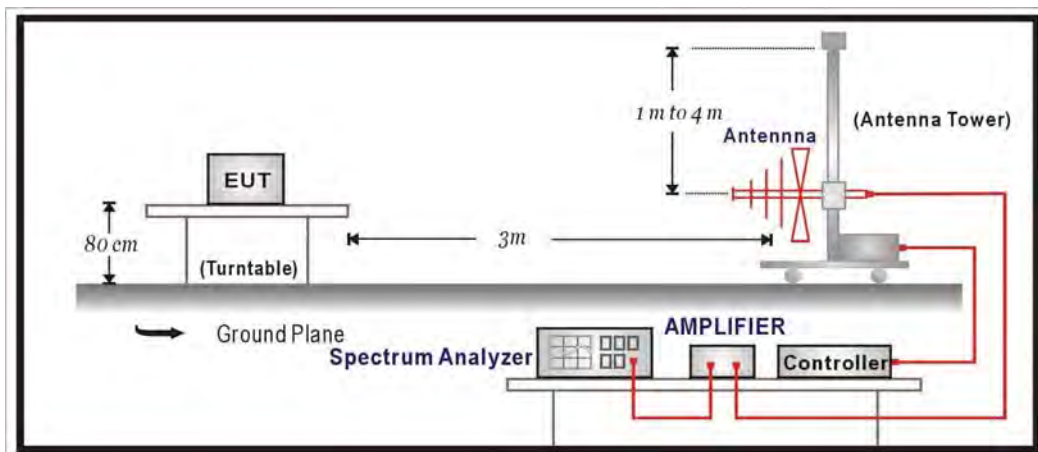 1 m to 4 m
(Antenna Tower)
Antennna
EUT
80 cm
3m
(Turntable)
Ground Plane
AMPLIFIER
Spectrum Analyzer
Controller